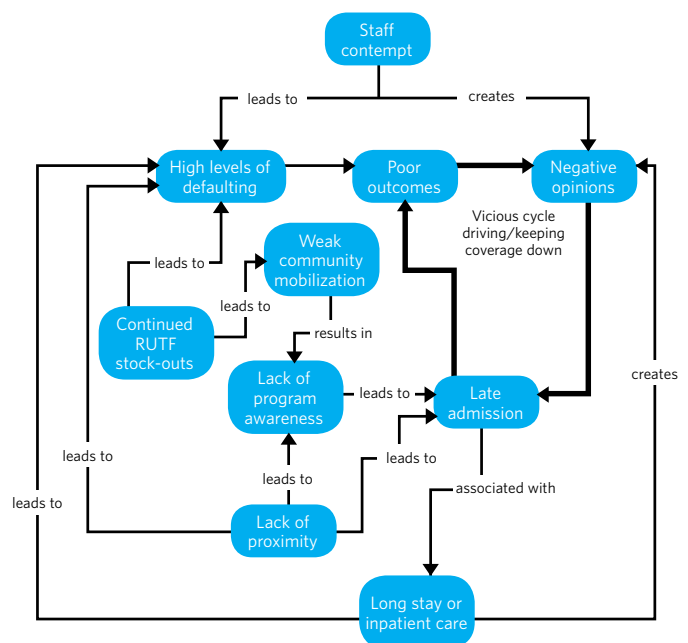 Staff
contempt
leads to
creates
High levels of
defaulting
Poor
outcomes
Negative
opinions
Vicious cycle
driving/keeping
coverage down
Weak
community
mobilization
leads to
leads to
Continued
RUTF
stock-outs
results in
Lack of
program
awareness
leads to
Late
admission
creates
leads to
leads to
leads to
associated with
leads to
Lack of
proximity
Long stay or
inpatient care